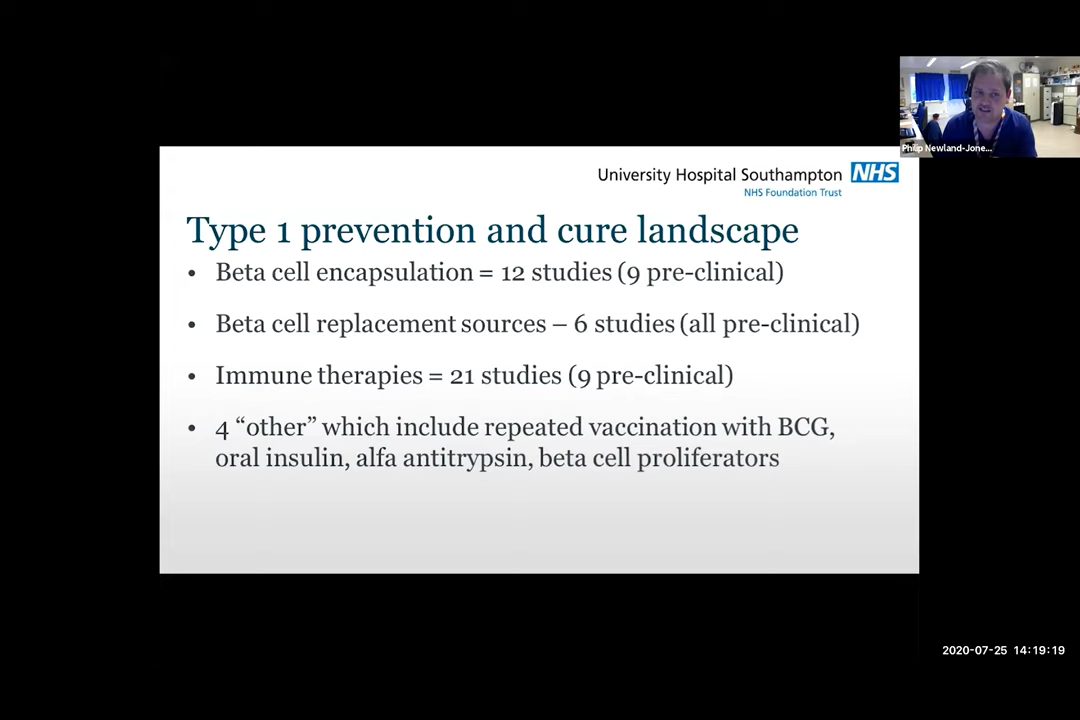 Philip Newland-Jone...
University Hospital Southampton NHS
NHS Foundation Trust
Type 1 prevention and cure landscape
• Beta cell encapsulation = 12 studies (9 pre-clinical)
• Beta cell replacement sources – 6 studies (all pre-clinical)
• Immune therapies = 21 studies (9 pre-clinical)
• 4 “other” which include repeated vaccination with BCG,
oral insulin, alfa antitrypsin, beta cell proliferators
2020-07-25 14:19:19